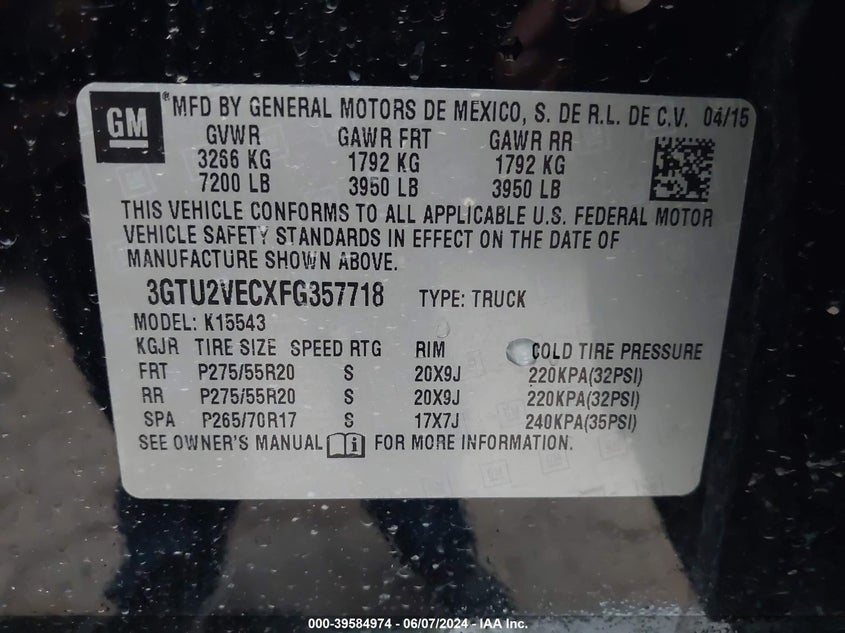 GM
MFD BY GENERAL MOTORS DE MEXICO, S. DE R.L. DE C.V. 04/15
GVWR GAWR FRT GAWR RR
3266 KG 1792 KG 1792 KG
7200 LB 3950 LB 3950 LB
THIS VEHICLE CONFORMS TO ALL APPLICABLE U.S. FEDERAL MOTOR
VEHICLE SAFETY STANDARDS IN EFFECT ON THE DATE OF
MANUFACTURE SHOWN ABOVE.
3GTU2VECXFG357718 TYPE: TRUCK
MODEL: K15543
KGJR TIRE SIZE SPEED RTG RIM COLD TIRE PRESSURE
FRT P275/55R20 S 20X9J 220KPA(32PSI)
RR P275/55R20 S 20X9J 220KPA(32PSI)
SPA P265/70R17 S 17X7J 240KPA(35PSI)
SEE OWNER'S MANUAL i FOR MORE INFORMATION.
000-39584974 - 06/07/2024 - IAA Inc.